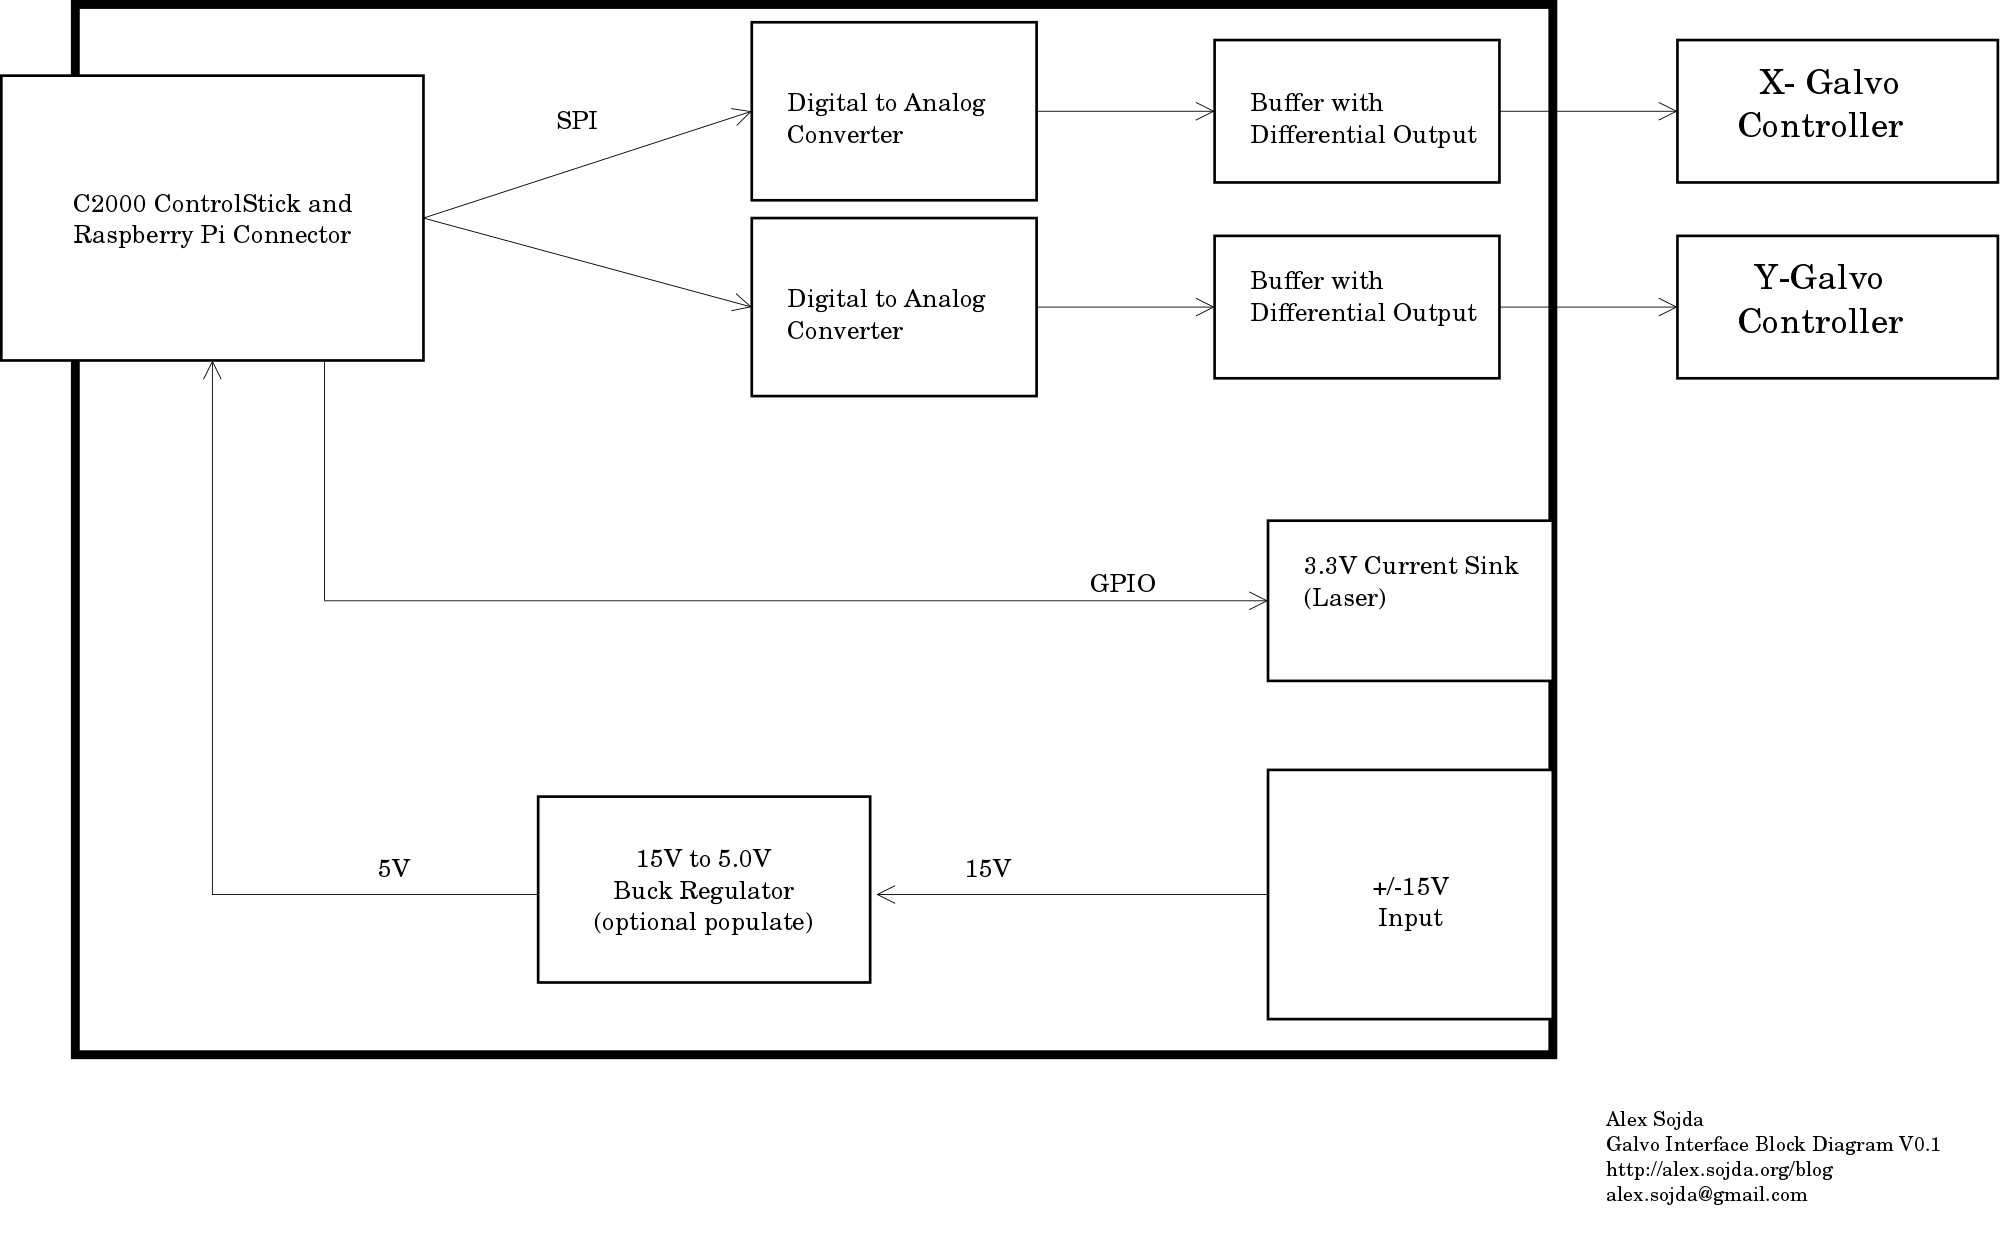 C2000 ControlStick and
Raspberry Pi Connector
SPI
Digital to Analog
Converter
Buffer with
Differential Output
X- Galvo
Controller
Digital to Analog
Converter
Buffer with
Differential Output
Y-Galvo
Controller
GPIO
3.3V Current Sink
(Laser)
5V
15V to 5.0V
Buck Regulator
(optional populate)
15V
+/-15V
Input
Alex Sojda
Galvo Interface Block Diagram V0.1
http://alex.sojda.org/blog
alex.sojda@gmail.com